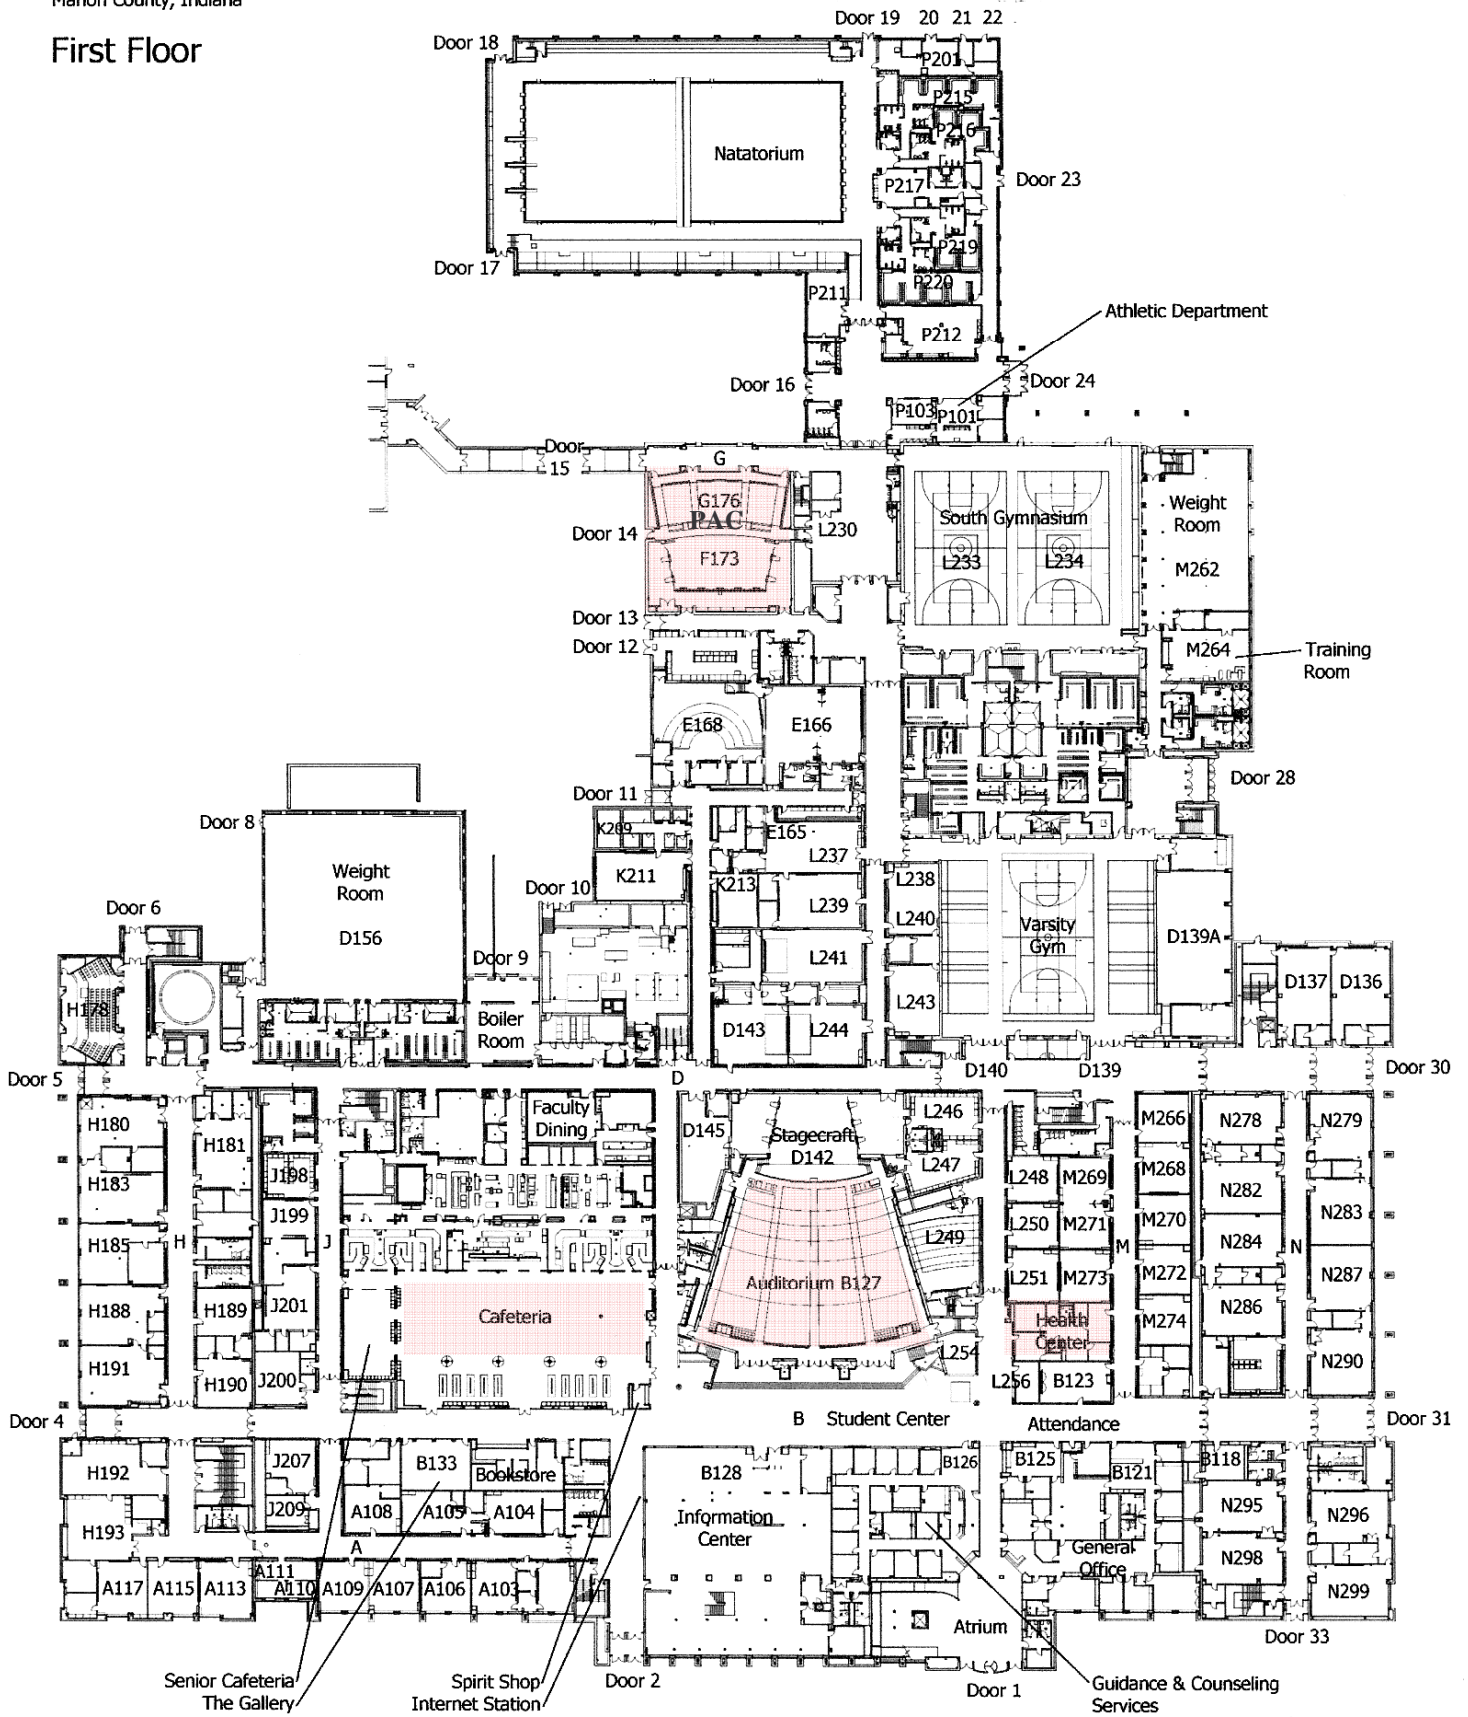 Marion County, Indiana
First Floor
Door 19 20 21 22
Door 18
P201
P215
P216
Natatorium
P217
Door 23
P219
Door 17
P220
P211
Athletic Department
P212
Door 16
Door 24
P103
P101
Door
15
G
G176
PAC
Door 14
F173
L230
South Gymnasium
L233
L234
Weight
Room
M262
Door 13
Door 12
M264
Training
Room
E168
E166
Door 28
Door 11
Door 8
K209
E165
L237
Weight
Room
D156
K211
K213
L238
Door 10
L239
L240
Varsity
Gym
D139A
Door 6
Door 9
L241
H178
D137
D136
L243
Boiler
Room
D143
L244
Door 5
D
D140
D139
Door 30
H180
H181
Faculty
Dining
D145
Stagecraft
D142
L246
M266
N278
N279
J198
L247
L248
M269
M268
H183
N282
J199
L250
M271
M270
N283
H185
H
J
L249
M
N284
N
L251
M273
M272
N287
Auditorium B127
H188
H189
J201
Cafeteria
Health
Center
M274
N286
H191
H190
J200
L254
L256
B123
N290
Door 4
B Student Center
Attendance
Door 31
H192
J207
B133
Bookstore
B128
B126
B125
B121
B118
J209
A108
A105
A104
Information
Center
N295
N296
H193
A
General
Office
N298
A117
A115
A113
A111
A110
A109
A107
A106
A103
N299
Atrium
Door 33
Senior Cafeteria
The Gallery
Spirit Shop
Internet Station
Door 2
Door 1
Guidance & Counseling
Services